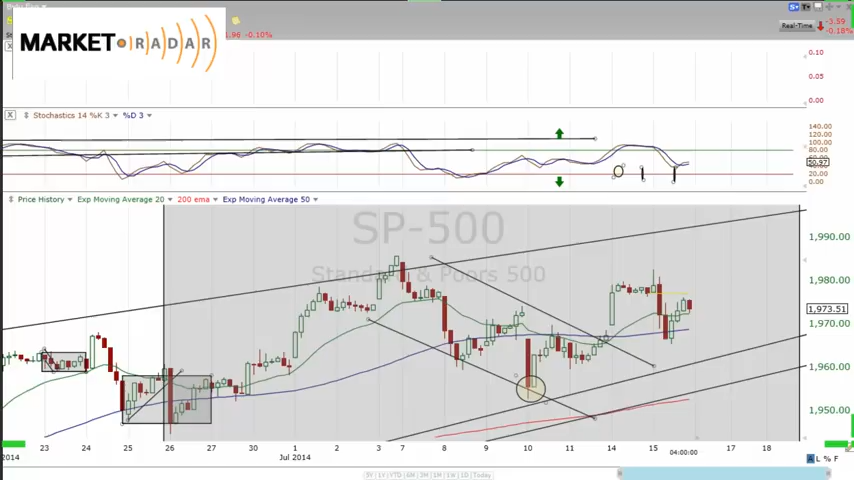 MARKET RADAR
1.96 -0.10%
Real-Time
-3.59
-0.18%
0.10
0.05
0.00
Stochastics 14 %K 3 %D 3
140.00
120.00
100.00
80.00
50.97
40.00
20.00
0.00
Price History Exp Moving Average 20 200 ema Exp Moving Average 50
SP-500
Standard & Poors 500
1,990.00
1,980.00
1,973.51
1,970.00
1,960.00
1,950.00
23 24 25 26 27 30 1 2 3 7 8 9 10 11 14 15 17 18
2014 Jul 2014 04:00:00
A L % F
5Y 1Y YTD 6M 3M 1M 1W 1D Today